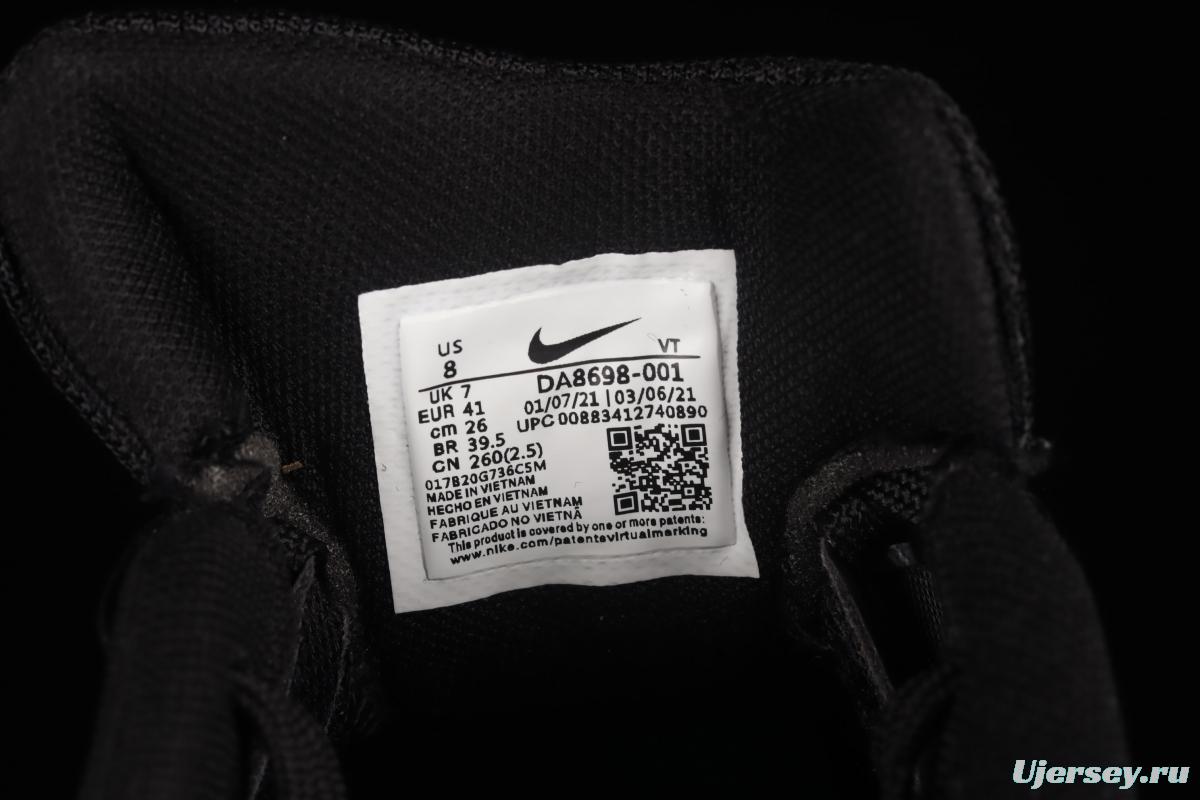 US
8
VT
UK 7
EUR 41
cm 26
BR 39.5
CN 260(2.5)
DA8698-001
01/07/21 | 03/06/21
UPC 00883412740890
017B20G736C5M
MADE IN VIETNAM
HECHO EN VIETNAM
FABRIQUE AU VIETNAM
FABRICADO NO VIETNÃ
This product is covered by one or more patents:
www.nike.com/patentsvirtualmarking
Ujersey.ru